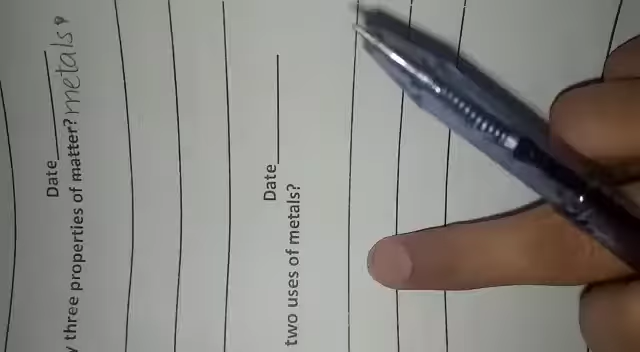 Date
three properties of matter? metals?
Date
two uses of metals?